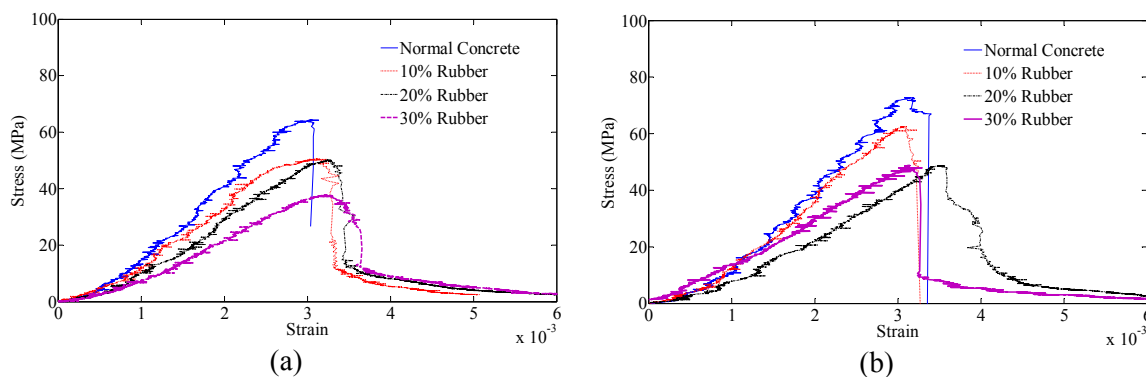 100
80
60
40
20
0
Stress (MPa)
Normal Concrete
10% Rubber
20% Rubber
30% Rubber
0 1 2 3 4 5 6
Strain
x 10⁻³
(a)
100
80
60
40
20
0
Stress (MPa)
Normal Concrete
10% Rubber
20% Rubber
30% Rubber
0 1 2 3 4 5 6
Strain
x 10⁻³
(b)